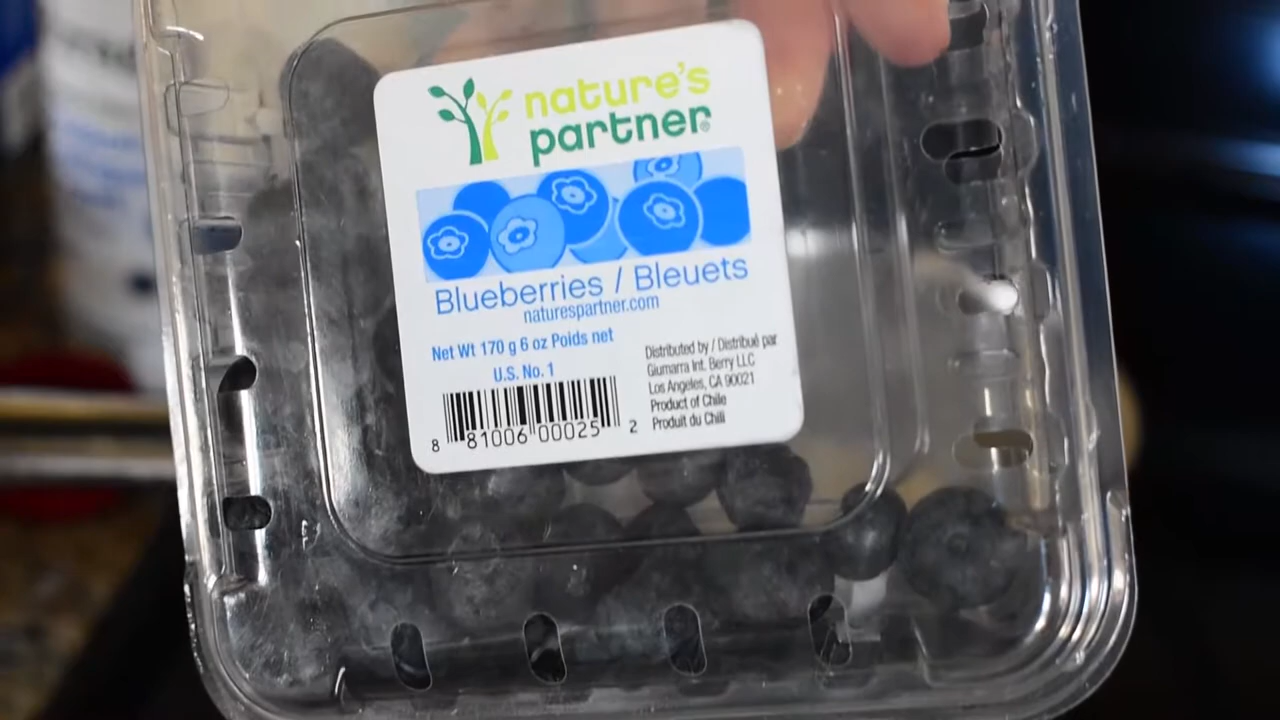 nature's
partner®
Blueberries / Bleuets
naturespartner.com
Net Wt 170 g 6 oz Poids net
U.S. No. 1
8 81006 00025 2
Distributed by / Distribué par
Giumarra Int. Berry LLC
Los Angeles, CA 90021
Product of Chile
Produit du Chili